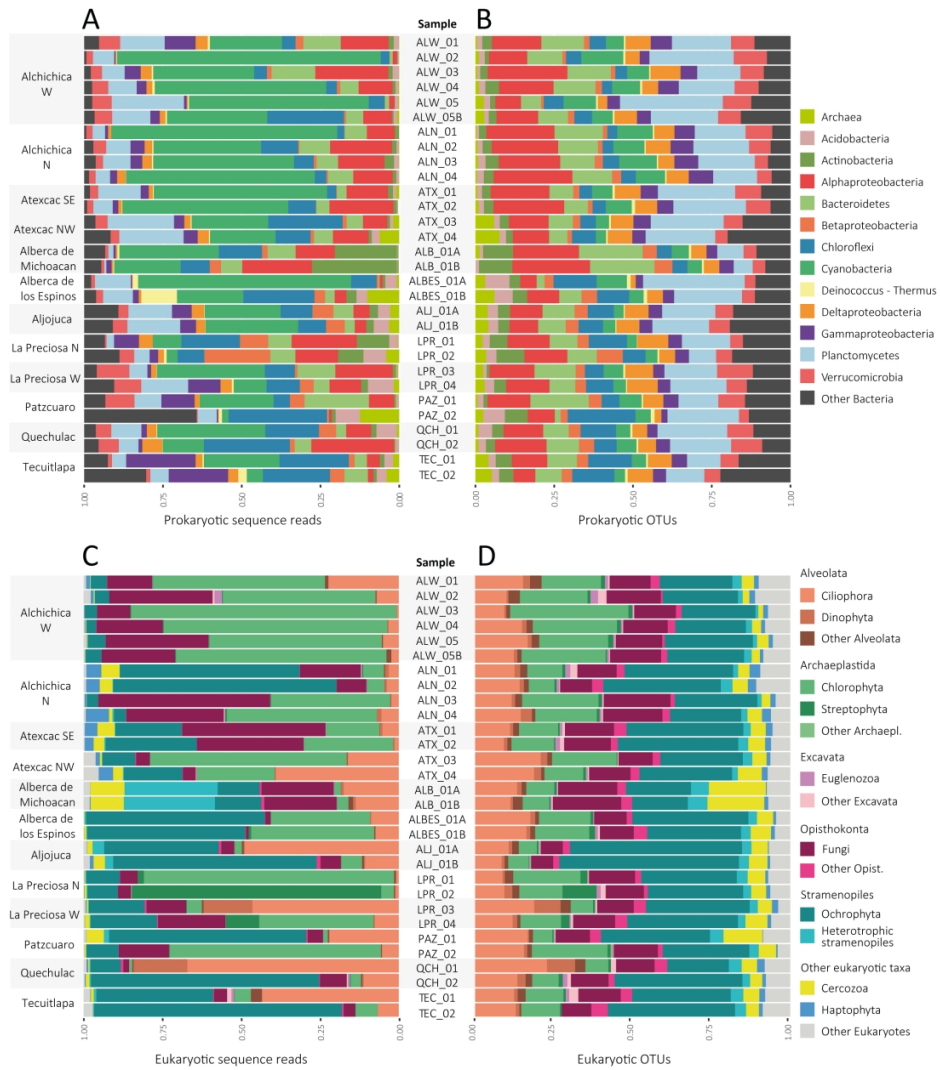 A
Sample
B
ALW_01
ALW_02
ALW_03
ALW_04
ALW_05
ALW_05B
ALN_01
ALN_02
ALN_03
ALN_04
ATX_01
ATX_02
ATX_03
ATX_04
ALB_01A
ALB_01B
ALBES_01A
ALBES_01B
ALJ_01A
ALJ_01B
LPR_01
LPR_02
LPR_03
LPR_04
PAZ_01
PAZ_02
QCH_01
QCH_02
TEC_01
TEC_02
Alchichica
W
Alchichica
N
Atexcac SE
Atexcac NW
Alberca de
Michoacan
Alberca de
los Espinos
Aljojuca
La Preciosa N
La Preciosa W
Patzcuaro
Quechulac
Tecuitlapa
Archaea
Acidobacteria
Actinobacteria
Alphaproteobacteria
Bacteroidetes
Betaproteobacteria
Chloroflexi
Cyanobacteria
Deinococcus - Thermus
Deltaproteobacteria
Gammaproteobacteria
Planctomycetes
Verrucomicrobia
Other Bacteria
1.00 0.75 0.50 0.25 0.00
Prokaryotic sequence reads
0.00 0.25 0.50 0.75 1.00
Prokaryotic OTUs
C
Sample
D
ALW_01
ALW_02
ALW_03
ALW_04
ALW_05
ALW_05B
ALN_01
ALN_02
ALN_03
ALN_04
ATX_01
ATX_02
ATX_03
ATX_04
ALB_01A
ALB_01B
ALBES_01A
ALBES_01B
ALJ_01A
ALJ_01B
LPR_01
LPR_02
LPR_03
LPR_04
PAZ_01
PAZ_02
QCH_01
QCH_02
TEC_01
TEC_02
Alchichica
W
Alchichica
N
Atexcac SE
Atexcac NW
Alberca de
Michoacan
Alberca de
los Espinos
Aljojuca
La Preciosa N
La Preciosa W
Patzcuaro
Quechulac
Tecuitlapa
Alveolata
Ciliophora
Dinophyta
Other Alveolata
Archaeplastida
Chlorophyta
Streptophyta
Other Archaepl.
Excavata
Euglenozoa
Other Excavata
Opisthokonta
Fungi
Other Opist.
Stramenopiles
Ochrophyta
Heterotrophic
stramenopiles
Other eukaryotic taxa
Cercozoa
Haptophyta
Other Eukaryotes
1.00 0.75 0.50 0.25 0.00
Eukaryotic sequence reads
0.00 0.25 0.50 0.75 1.00
Eukaryotic OTUs